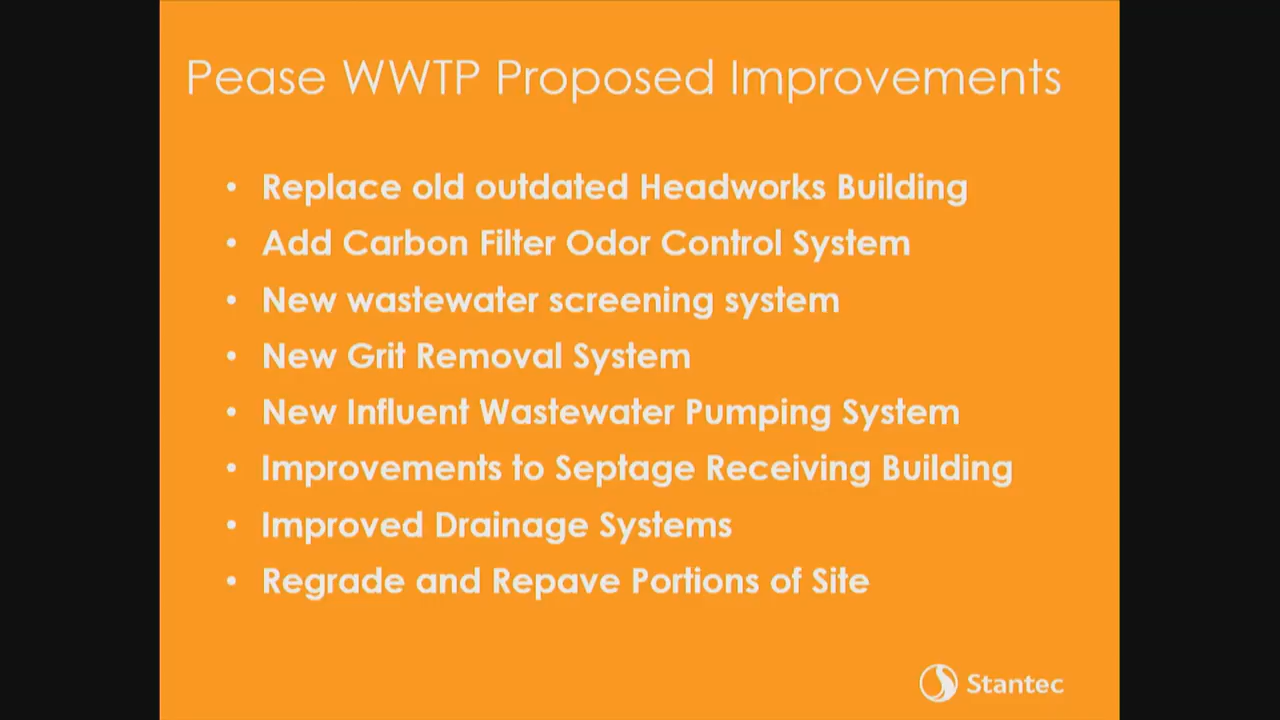 Pease WWTP Proposed Improvements
• Replace old outdated Headworks Building
• Add Carbon Filter Odor Control System
• New wastewater screening system
• New Grit Removal System
• New Influent Wastewater Pumping System
• Improvements to Septage Receiving Building
• Improved Drainage Systems
• Regrade and Repave Portions of Site
Stantec